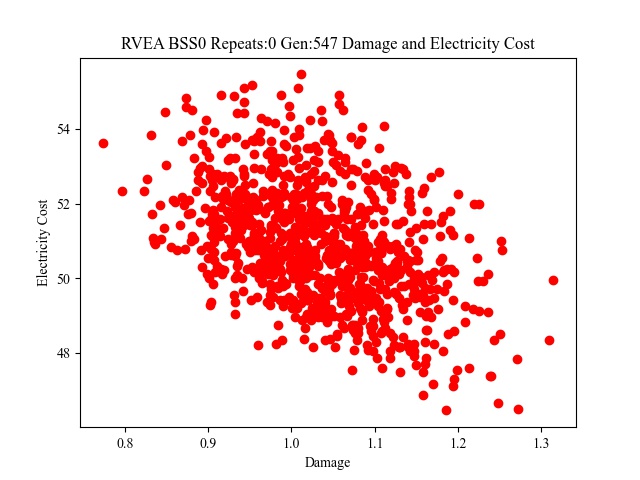 RVEA BSS0 Repeats:0 Gen:547 Damage and Electricity Cost
Electricity Cost
54
52
50
48
0.8 0.9 1.0 1.1 1.2 1.3
Damage